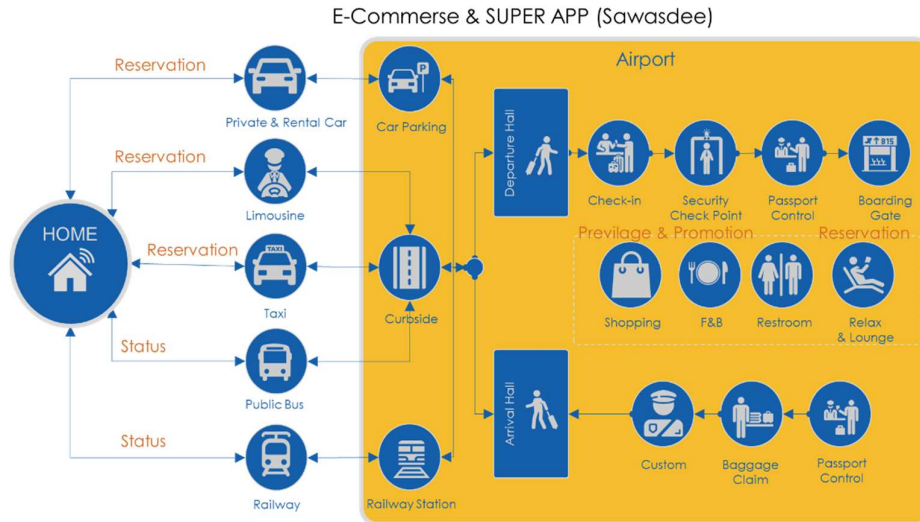 E-Commerse & SUPER APP (Sawasdee)
Airport
Reservation
Private & Rental Car
Car Parking
Reservation
Limousine
HOME
Reservation
TAXI
Taxi
Curbside
Status
Public Bus
Status
Railway
P
Railway Station
Departure Hall
Check-in
Security
Check Point
Passport
Control
B15
Boarding
Gate
Previlage & Promotion
Reservation
Shopping
F&B
Restroom
Relax
& Lounge
Arrival Hall
Custom
Baggage
Claim
Passport
Control